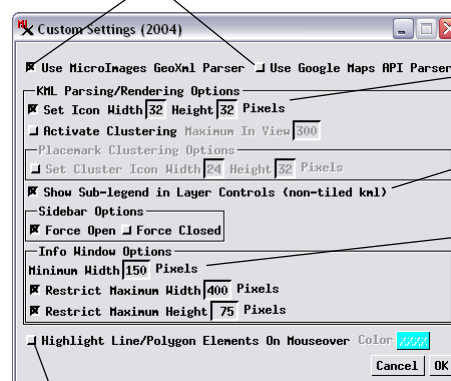 Custom Settings (2004)
Use MicroImages GeoXml Parser Use Google Maps API Parser
KML Parsing/Rendering Options
Set Icon Width 32 Height 32 Pixels
Activate Clustering Maximum In View 300
Placemark Clustering Options
Set Cluster Icon Width 24 Height 32 Pixels
Show Sub-legend in Layer Controls (non-tiled kml)
Sidebar Options
Force Open Force Closed
Info Window Options
Minimum Width 150 Pixels
Restrict Maximum Width 400 Pixels
Restrict Maximum Height 75 Pixels
Highlight Line/Polygon Elements On Mouseover Color
Cancel OK